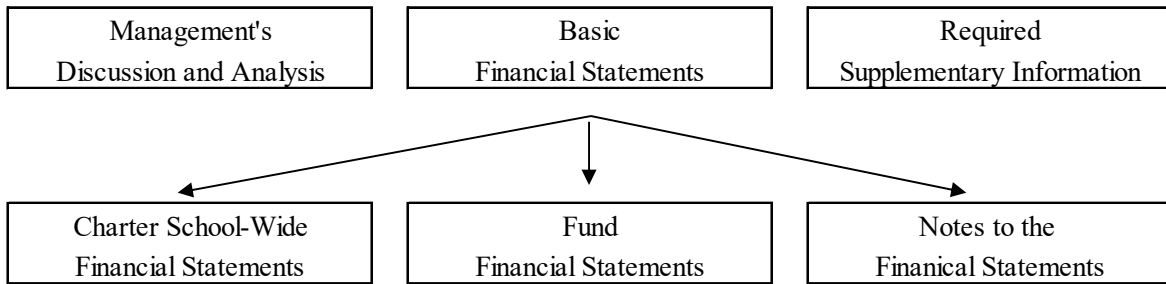 Management's
Discussion and Analysis
Basic
Financial Statements
Required
Supplementary Information
Charter School-Wide
Financial Statements
Fund
Financial Statements
Notes to the
Finanical Statements